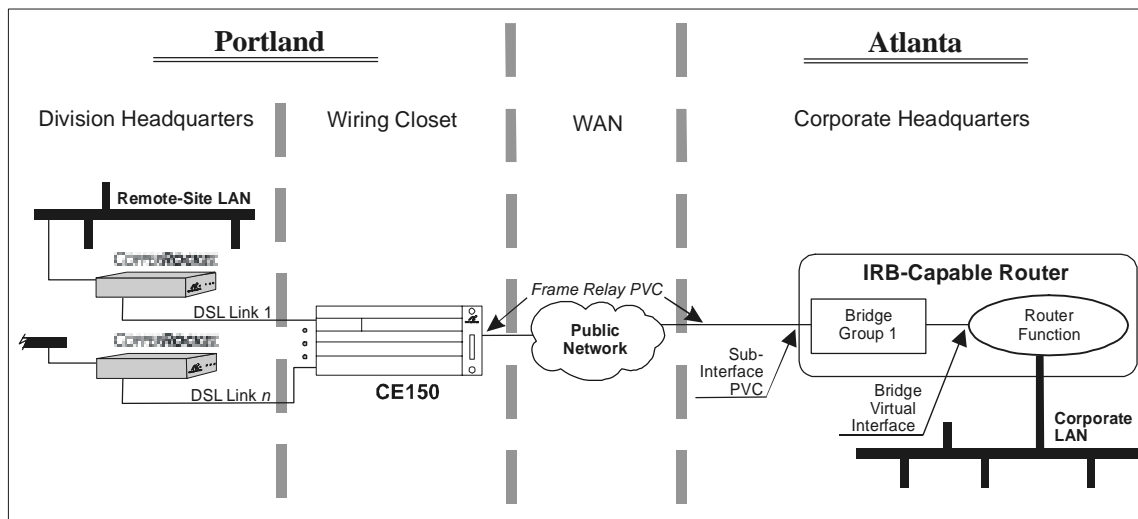 Portland
Atlanta
Division Headquarters
Wiring Closet
WAN
Corporate Headquarters
Remote-Site LAN
COPPERROCKET
DSL Link 1
COPPERROCKET
DSL Link n
CE150
Frame Relay PVC
Public
Network
Sub-
Interface
PVC
IRB-Capable Router
Bridge
Group 1
Router
Function
Bridge
Virtual
Interface
Corporate
LAN